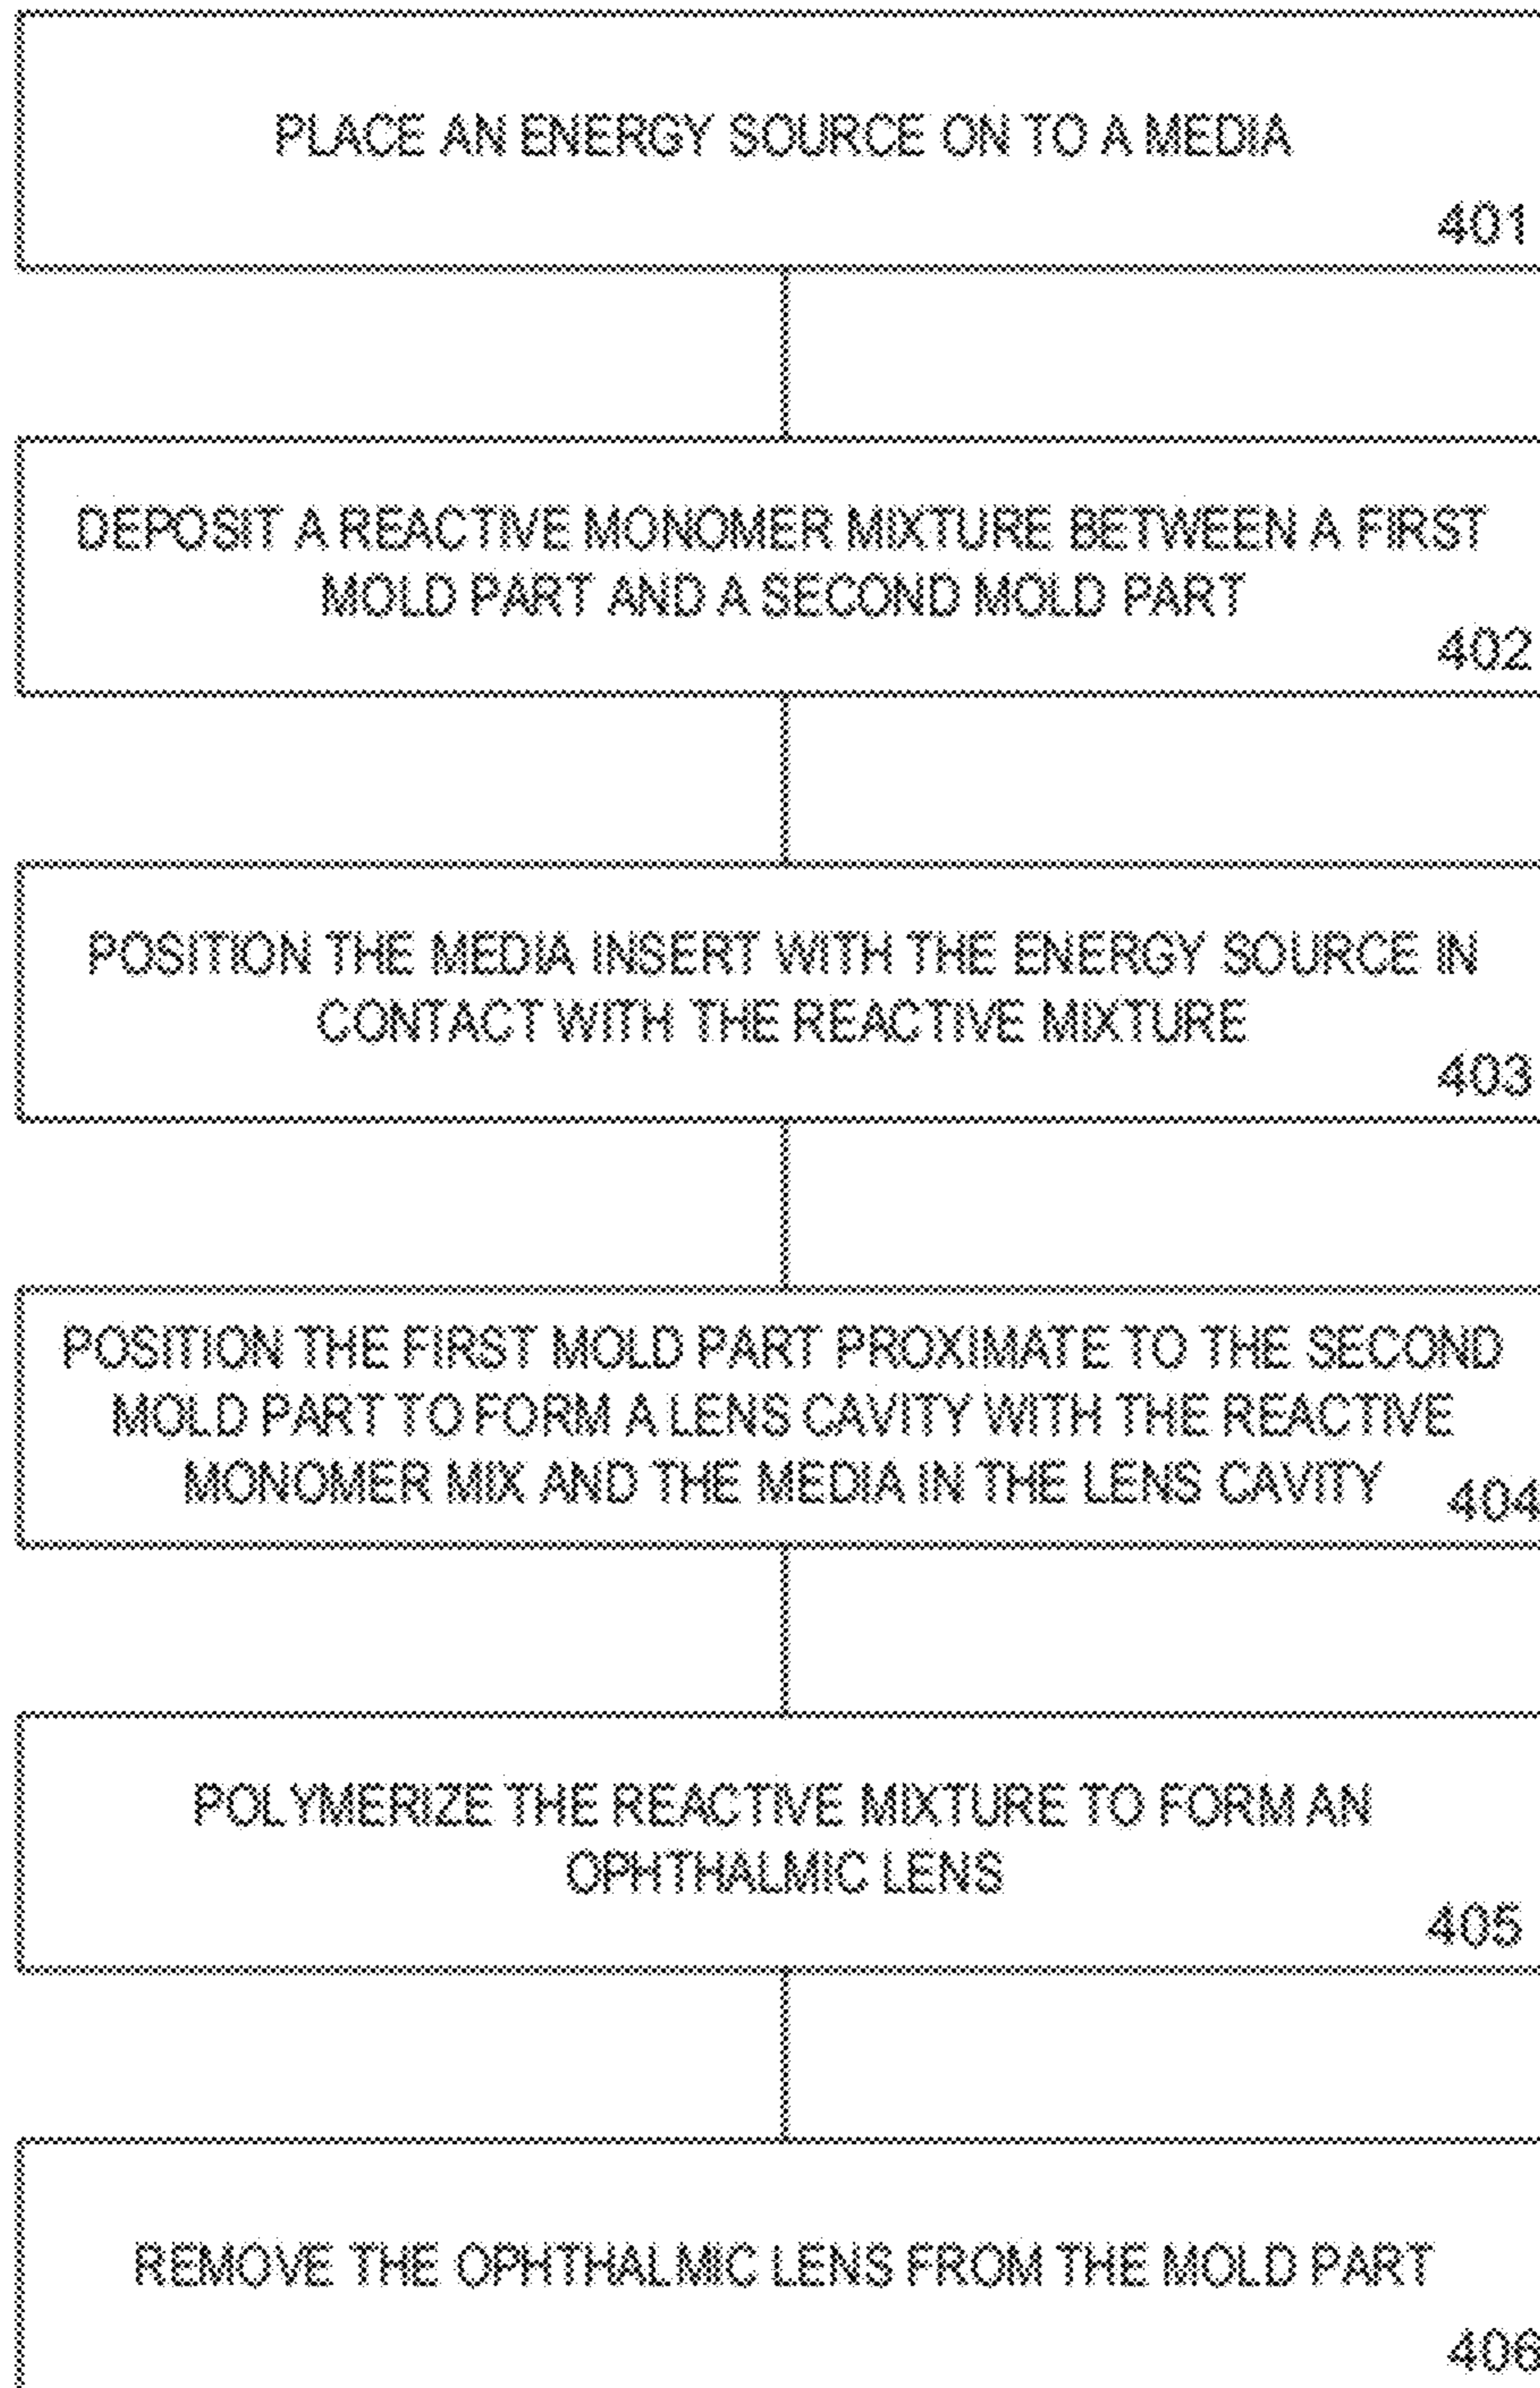 PLACE AN ENERGY SOURCE ON TO A MEDIA
401
DEPOSIT A REACTIVE MONOMER MIXTURE BETWEEN A FIRST
MOLD PART AND A SECOND MOLD PART
402
POSITION THE MEDIA INSERT WITH THE ENERGY SOURCE IN
CONTACT WITH THE REACTIVE MIXTURE
403
POSITION THE FIRST MOLD PART PROXIMATE TO THE SECOND
MOLD PART TO FORM A LENS CAVITY WITH THE REACTIVE
MONOMER MIX AND THE MEDIA IN THE LENS CAVITY
404
POLYMERIZE THE REACTIVE MIXTURE TO FORM AN
OPHTHALMIC LENS
405
REMOVE THE OPHTHALMIC LENS FROM THE MOLD PART
406